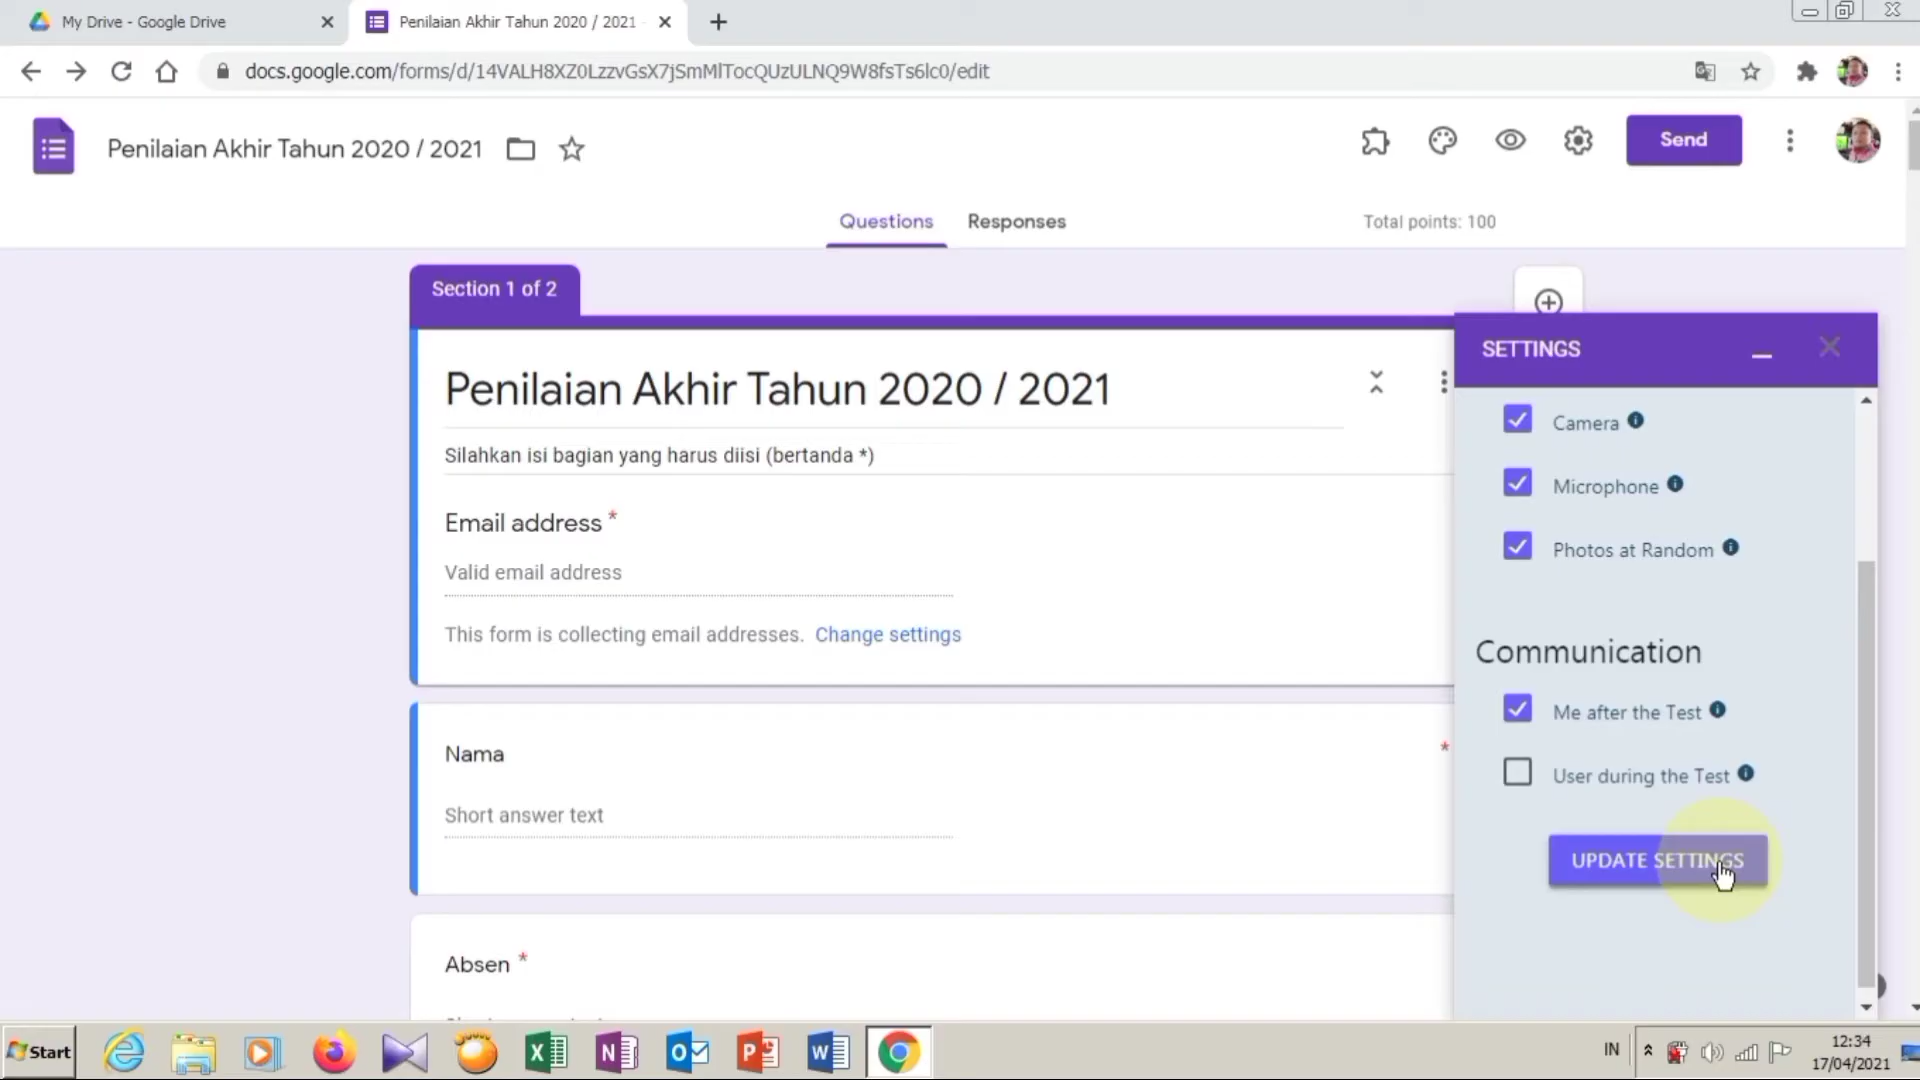 My Drive - Google Drive
Penilaian Akhir Tahun 2020 / 2021
docs.google.com/forms/d/14VALH8XZ0LzzvGsX7jSmMlTocQUzULNQ9W8fsTs6lc0/edit
Penilaian Akhir Tahun 2020 / 2021
Send
Questions
Responses
Total points: 100
Section 1 of 2
SETTINGS
Penilaian Akhir Tahun 2020 / 2021
Silahkan isi bagian yang harus diisi (bertanda *)
Email address *
Valid email address
This form is collecting email addresses. Change settings
Nama
*
Short answer text
Absen *
Camera
Microphone
Photos at Random
Communication
Me after the Test
User during the Test
UPDATE SETTINGS
Start
IN
12:34
17/04/2021